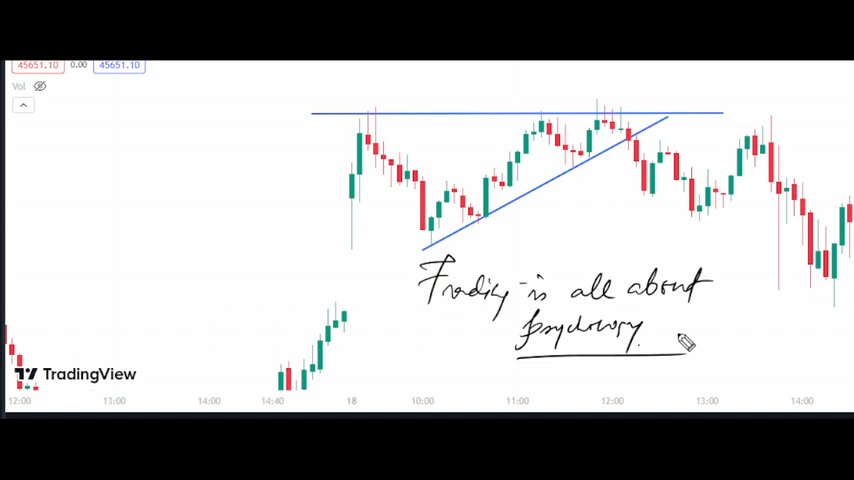 45651.10 0.00 45651.10
Vol
Trading is all about
psychology.
TradingView
12:00 13:00 14:00 14:40 18 10:00 11:00 12:00 13:00 14:00